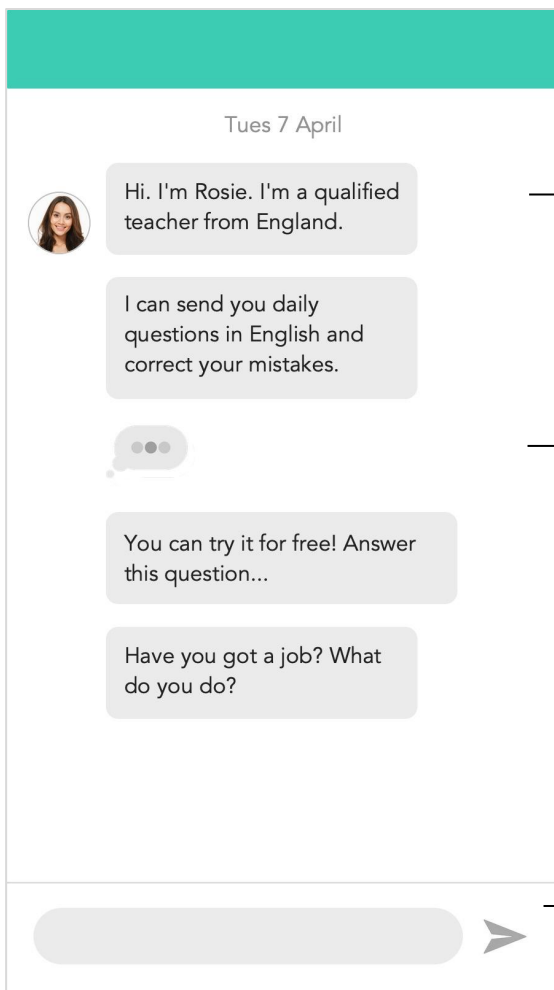 Tues 7 April
Hi. I'm Rosie. I'm a qualified
teacher from England.
I can send you daily
questions in English and
correct your mistakes.
You can try it for free! Answer
this question...
Have you got a job? What
do you do?